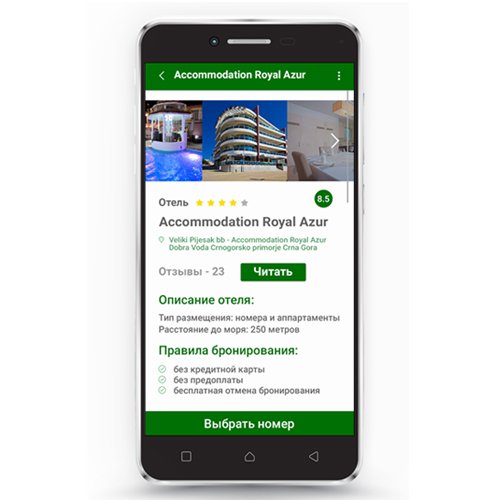 Accommodation Royal Azur
Отель
8.5
Accommodation Royal Azur
Veliki Pijesak bb - Accommodation Royal Azur
Dobra Voda Crnogorsko primorje Crna Gora
Отзывы - 23 Читать
Описание отеля:
Тип размещения: номера и аппартаменты
Расстояние до моря: 250 метров
Правила бронирования:
без кредитной карты
без предоплаты
бесплатная отмена бронирования
Выбрать номер